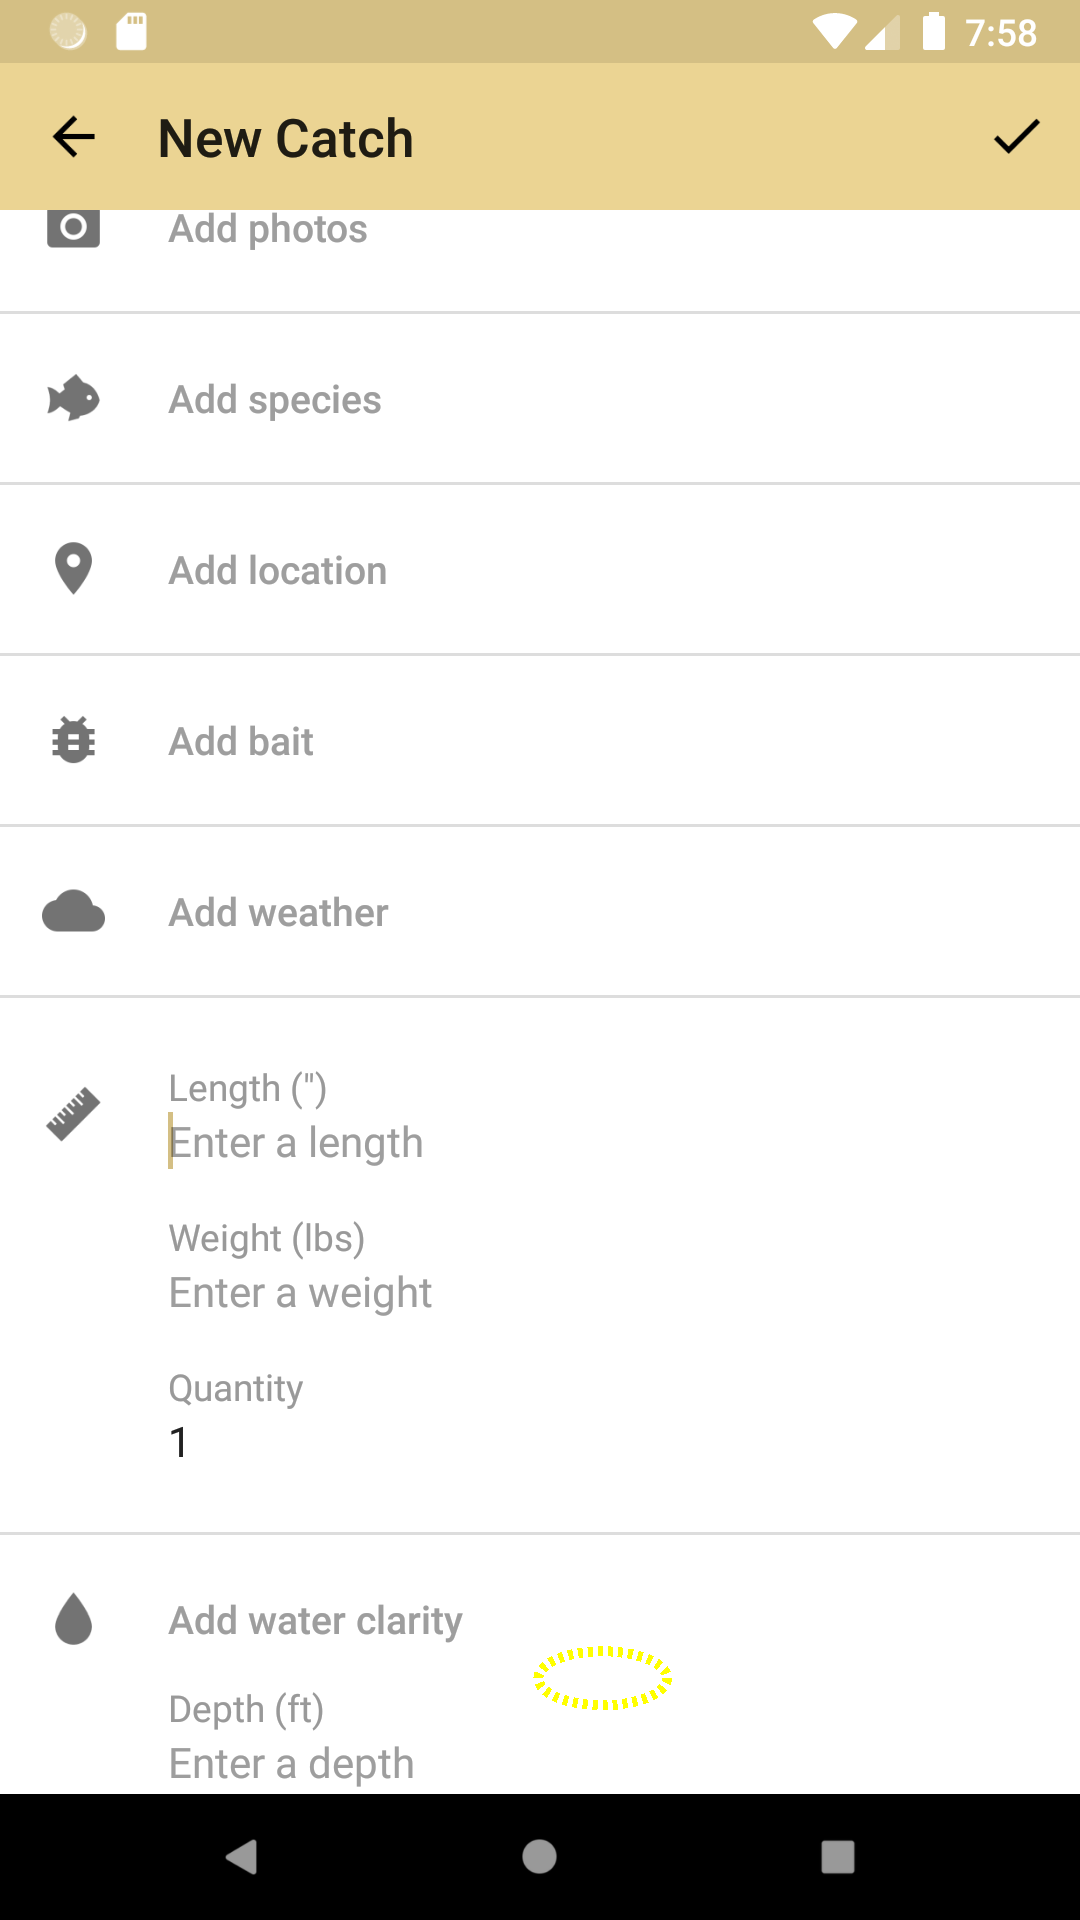 7:58
New Catch
Add photos
Add species
Add location
Add bait
Add weather
Length (")
Enter a length
Weight (lbs)
Enter a weight
Quantity
1
Add water clarity
Depth (ft)
Enter a depth